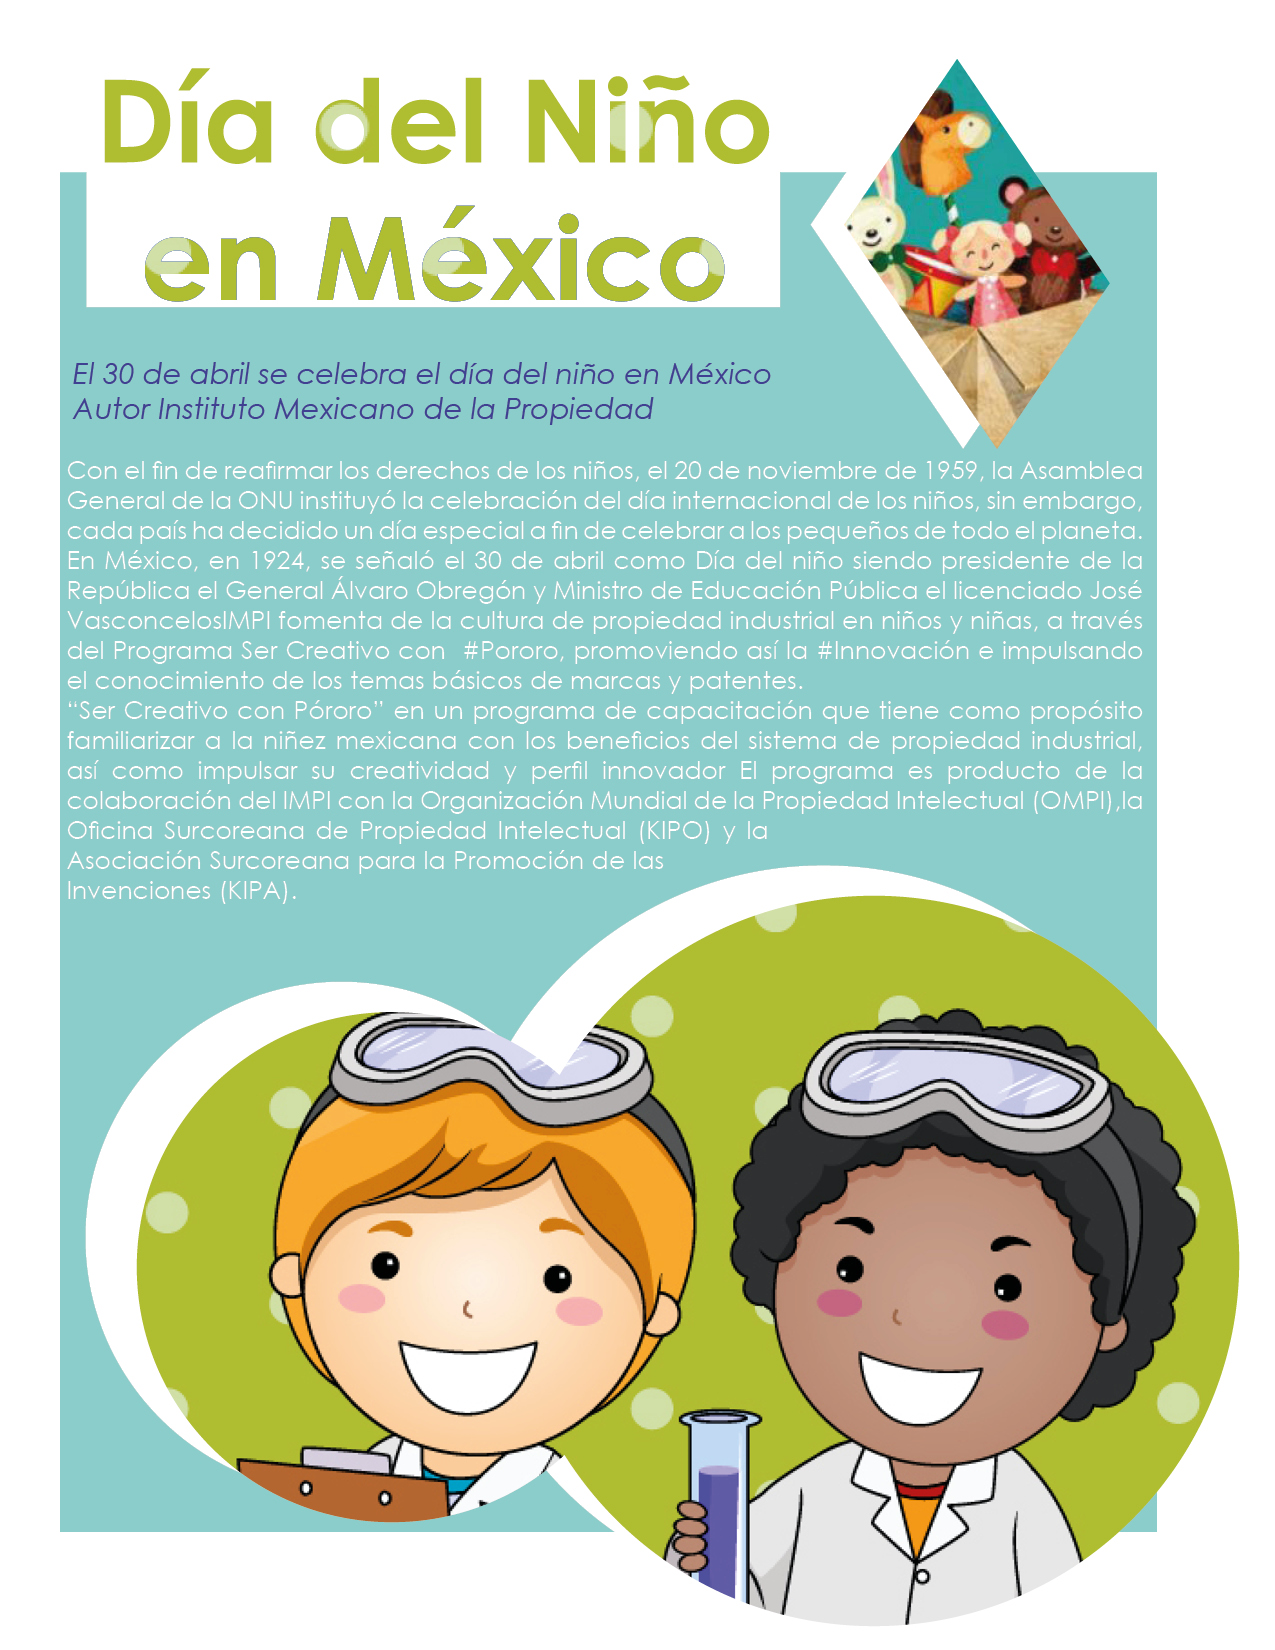 Día del Niño
en México
El 30 de abril se celebra el día del niño en México
Autor Instituto Mexicano de la Propiedad
Con el fin de reafirmar los derechos de los niños, el 20 de noviembre de 1959, la Asamblea
General de la ONU instituyó la celebración del día internacional de los niños, sin embargo,
cada país ha decidido un día especial a fin de celebrar a los pequeños de todo el planeta.
En México, en 1924, se señaló el 30 de abril como Día del niño siendo presidente de la
República el General Álvaro Obregón y Ministro de Educación Pública el licenciado José
VasconcelosIMPI fomenta de la cultura de propiedad industrial en niños y niñas, a través
del Programa Ser Creativo con  #Pororo, promoviendo así la #Innovación e impulsando
el conocimiento de los temas básicos de marcas y patentes.
“Ser Creativo con Póroro” en un programa de capacitación que tiene como propósito
familiarizar a la niñez mexicana con los beneficios del sistema de propiedad industrial,
así como impulsar su creatividad y perfil innovador El programa es producto de la
colaboración del IMPI con la Organización Mundial de la Propiedad Intelectual (OMPI),la
Oficina Surcoreana de Propiedad Intelectual (KIPO) y la
Asociación Surcoreana para la Promoción de las
Invenciones (KIPA).